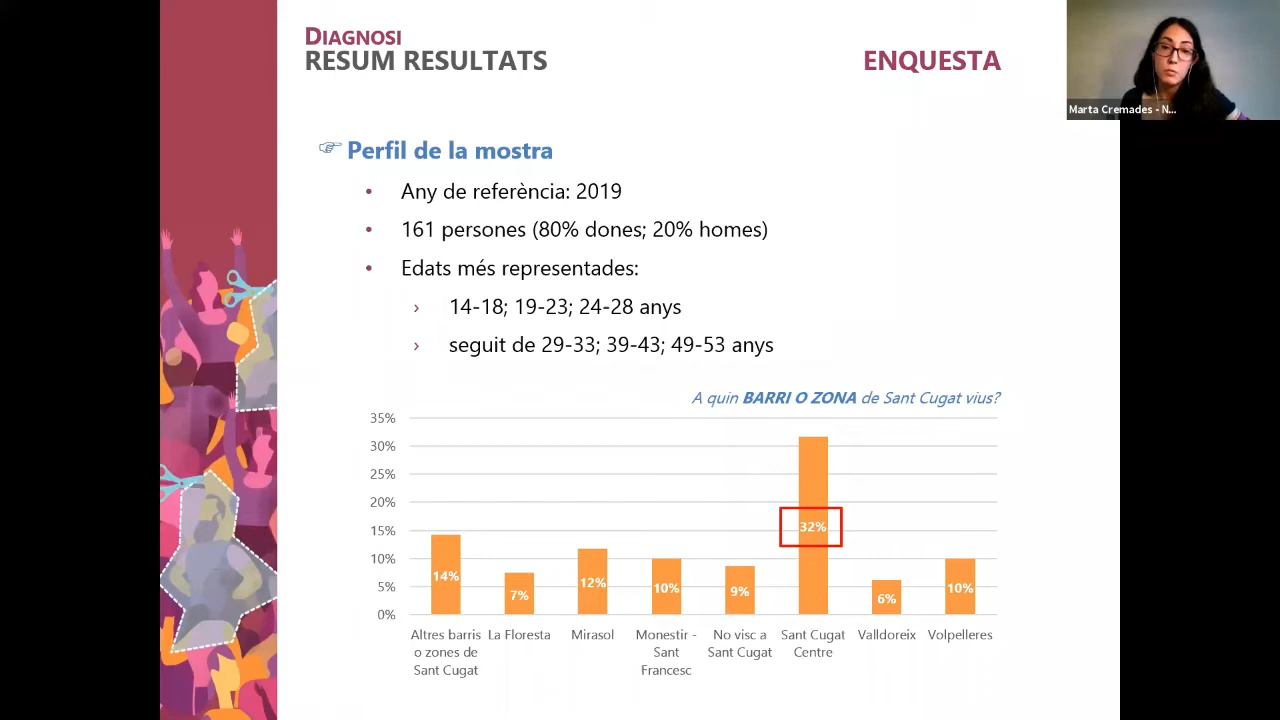 DIAGNOSI
RESUM RESULTATS
ENQUESTA
Marta Cremades - N...
Perfil de la mostra
• Any de referència: 2019
• 161 persones (80% dones; 20% homes)
• Edats més representades:
› 14-18; 19-23; 24-28 anys
› seguit de 29-33; 39-43; 49-53 anys
A quin BARRI O ZONA de Sant Cugat vius?
35%
30%
25%
20%
15%
10%
5%
0%
14%
7%
12%
10%
9%
32%
6%
10%
Altres barris
o zones de
Sant Cugat
La Floresta
Mirasol
Monestir -
Sant
Francesc
No visc a
Sant Cugat
Sant Cugat
Centre
Valldoreix
Volpelleres